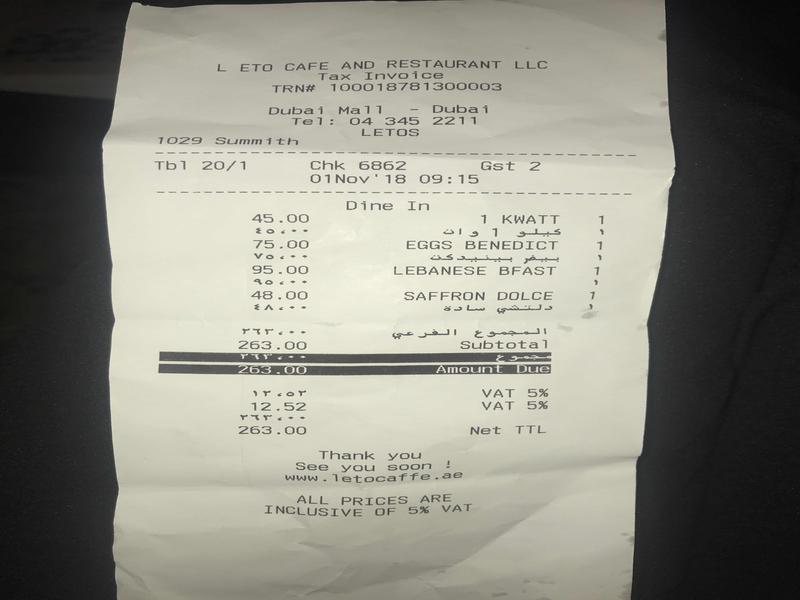 L ETO CAFE AND RESTAURANT LLC
Tax Invoice
TRN# 100018781300003
Dubai Mall - Dubai
Tel: 04 345 2211
LETOS
1029 Summith
Tbl 20/1 Chk 6862 Gst 2
01Nov'18 09:15
Dine In
45.00 1 KWATT 1
٤٥،٠٠ كيلو 1 وات ١
75.00 EGGS BENEDICT 1
٧٥،٠٠ بيض بينيدكت ١
95.00 LEBANESE BFAST 1
٩٥،٠٠ ١
48.00 SAFFRON DOLCE 1
٤٨،٠٠ دلتشي سادة ١
٢٦٣،٠٠ المجموع الفرعي
263.00 Subtotal
٢٦٣،٠٠ مجموع
263.00 Amount Due
١٢،٥٢ VAT 5%
12.52 VAT 5%
٢٦٣،٠٠
263.00 Net TTL
Thank you
See you soon !
www.letocaffe.ae
ALL PRICES ARE
INCLUSIVE OF 5% VAT